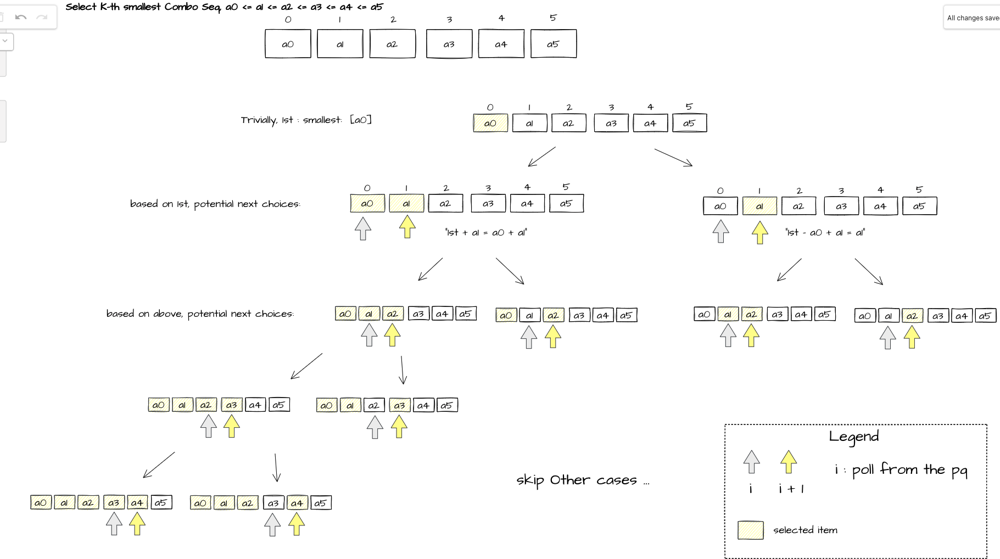 Select K-th smallest Combo Seq, a0 <= a1 <= a2 <= a3 <= a4 <= a5
All changes save
0 1 2 3 4 5
a0 a1 a2 a3 a4 a5
Trivially, 1st : smallest: [a0]
0 1 2 3 4 5
a0 a1 a2 a3 a4 a5
based on 1st, potential next choices:
0 1 2 3 4 5
a0 a1 a2 a3 a4 a5
"1st + a1 = a0 + a1"
0 1 2 3 4 5
a0 a1 a2 a3 a4 a5
"1st - a0 + a1 = a1"
based on above, potential next choices:
a0 a1 a2 a3 a4 a5
a0 a1 a2 a3 a4 a5
a0 a1 a2 a3 a4 a5
a0 a1 a2 a3 a4 a5
a0 a1 a2 a3 a4 a5
a0 a1 a2 a3 a4 a5
a0 a1 a2 a3 a4 a5
a0 a1 a2 a3 a4 a5
skip Other cases ...
Legend
i i + 1
i : poll from the pq
selected item